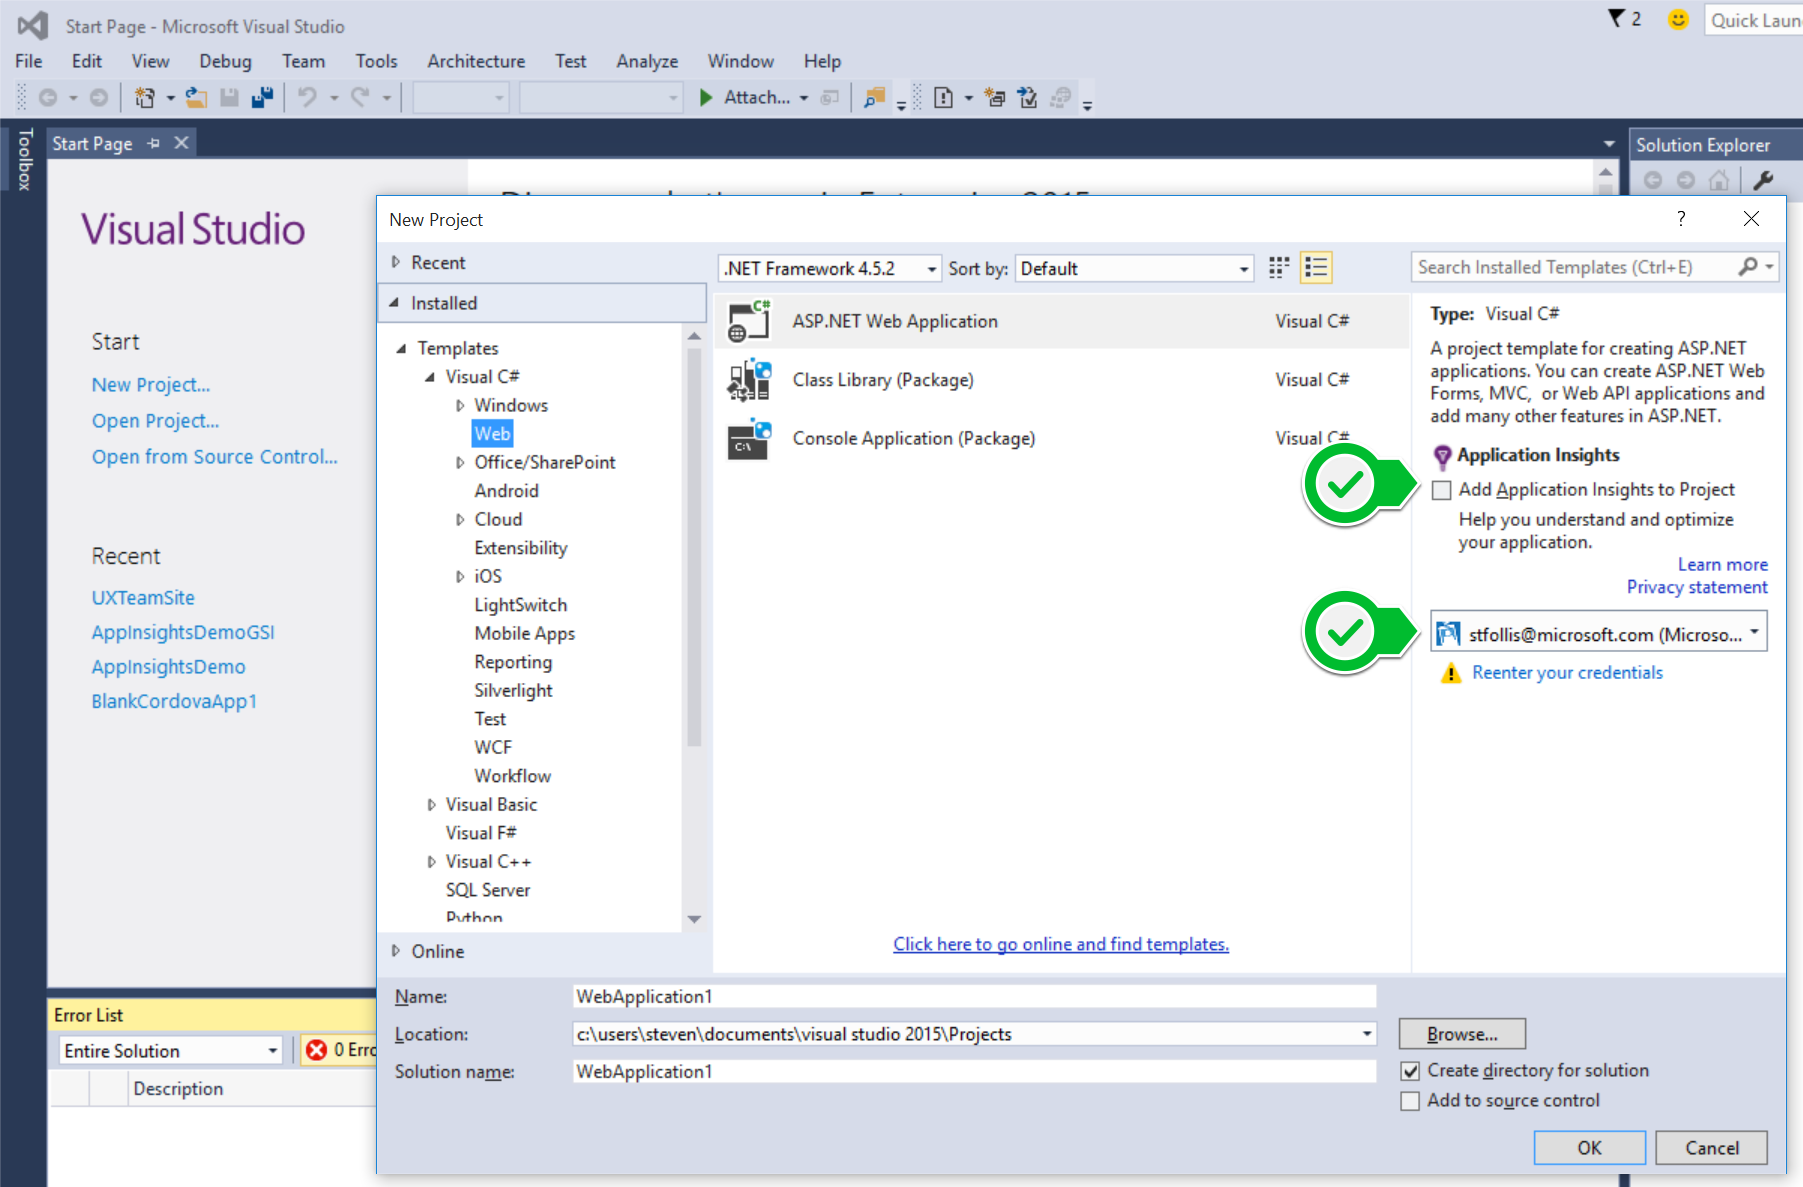 Start Page - Microsoft Visual Studio
2
Quick Laun
File Edit View Debug Team Tools Architecture Test Analyze Window Help
Attach...
Toolbox
Start Page
Solution Explorer
Visual Studio
Start
New Project...
Open Project...
Open from Source Control...
Recent
UXTeamSite
AppInsightsDemoGSI
AppInsightsDemo
BlankCordovaApp1
New Project
?
Recent
Installed
.NET Framework 4.5.2
Sort by:
Default
Search Installed Templates (Ctrl+E)
Templates
Visual C#
Windows
Web
Office/SharePoint
Android
Cloud
Extensibility
iOS
LightSwitch
Mobile Apps
Reporting
Silverlight
Test
WCF
Workflow
Visual Basic
Visual F#
Visual C++
SQL Server
Python
Online
C#
ASP.NET Web Application Visual C#
Class Library (Package) Visual C#
C:\
Console Application (Package) Visual C#
Click here to go online and find templates.
Type: Visual C#
A project template for creating ASP.NET
applications. You can create ASP.NET Web
Forms, MVC, or Web API applications and
add many other features in ASP.NET.
Application Insights
Add Application Insights to Project
Help you understand and optimize
your application.
Learn more
Privacy statement
stfollis@microsoft.com (Microso...
Reenter your credentials
Name: WebApplication1
Location: c:\users\steven\documents\visual studio 2015\Projects
Browse...
Solution name: WebApplication1
Create directory for solution
Add to source control
OK Cancel
Error List
Entire Solution
0 Erro
Description